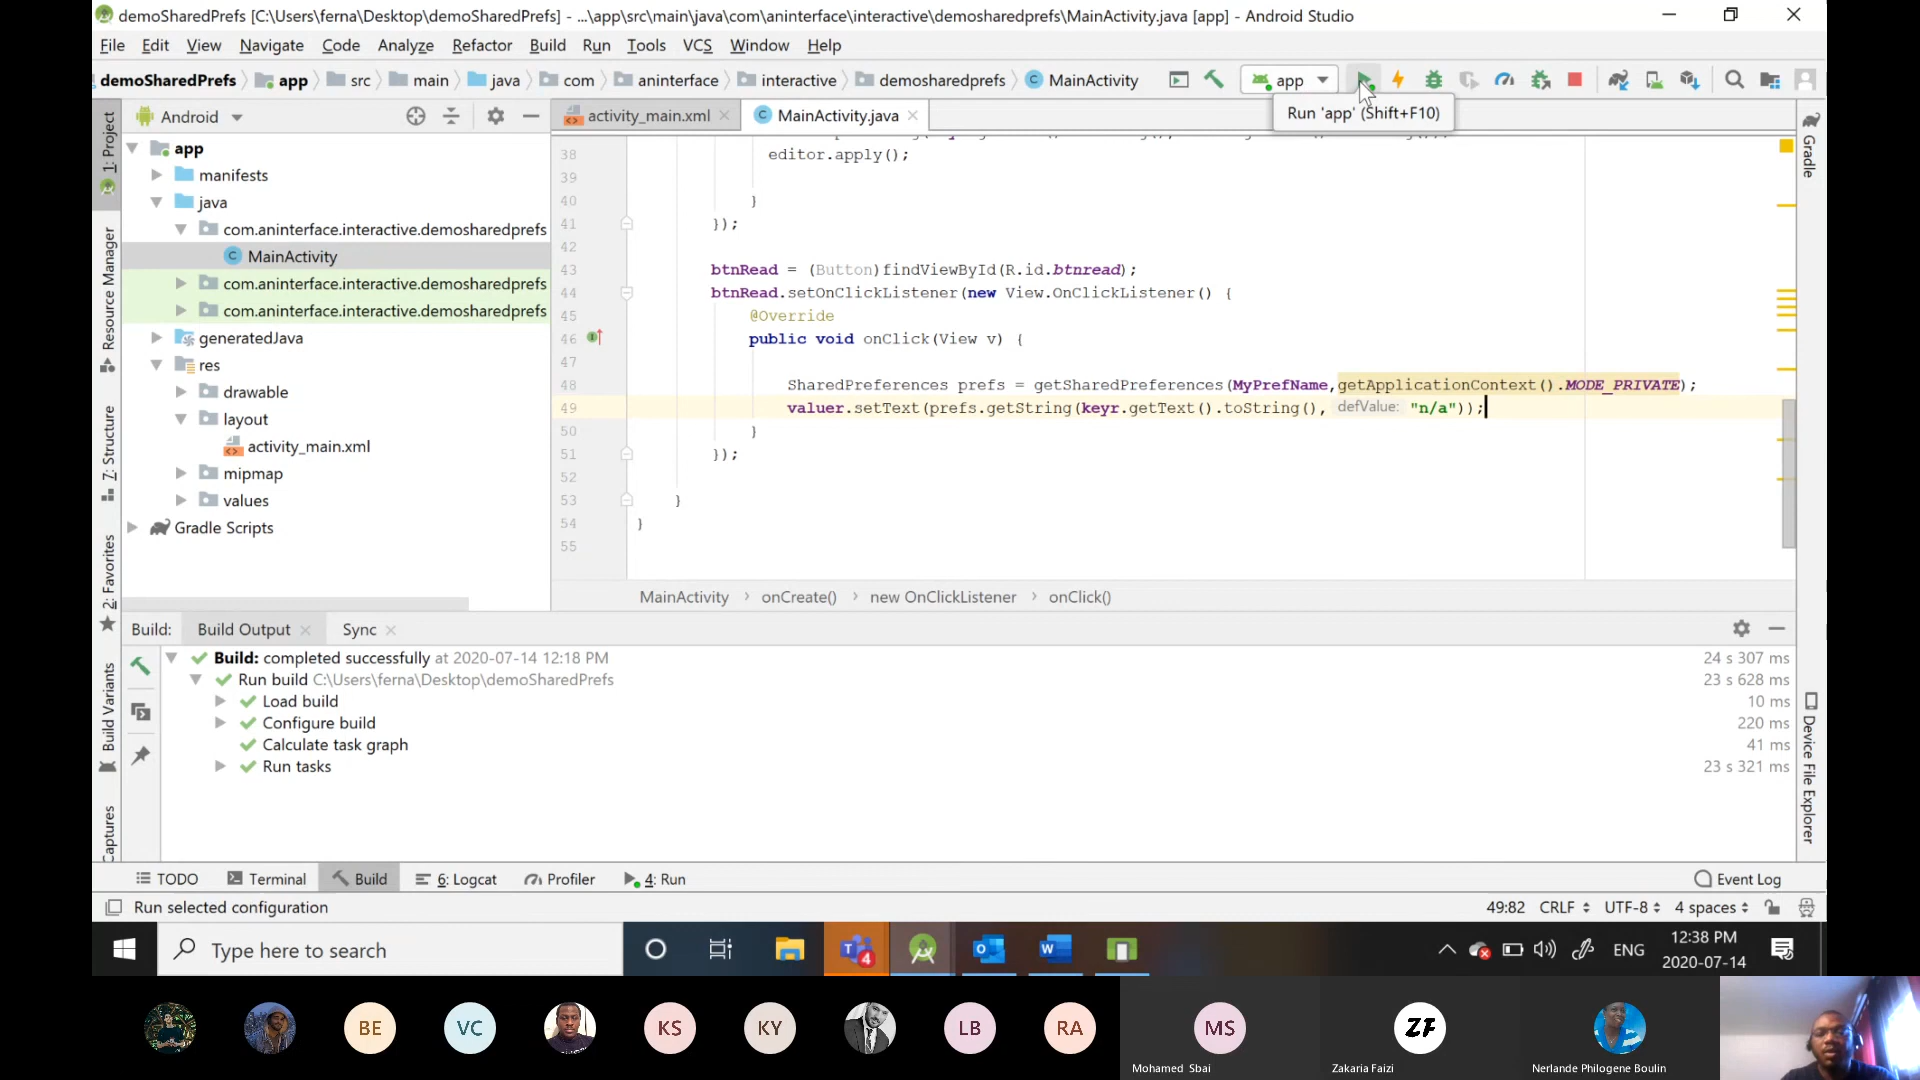 demoSharedPrefs [C:\Users\ferna\Desktop\demoSharedPrefs] - ...\app\src\main\java\com\aninterface\interactive\demosharedprefs\MainActivity.java [app] - Android Studio
File Edit View Navigate Code Analyze Refactor Build Run Tools VCS Window Help
demoSharedPrefs app src main java com aninterface interactive demosharedprefs MainActivity app
Run 'app' (Shift+F10)
Android
activity_main.xml MainActivity.java
1: Project
Resource Manager
7: Structure
2: Favorites
Build Variants
Captures
app
manifests
java
com.aninterface.interactive.demosharedprefs
MainActivity
com.aninterface.interactive.demosharedprefs
com.aninterface.interactive.demosharedprefs
generatedJava
res
drawable
layout
activity_main.xml
mipmap
values
Gradle Scripts
38 editor.apply();
39
40 }
41 });
42
43 btnRead = (Button)findViewById(R.id.btnread);
44 btnRead.setOnClickListener(new View.OnClickListener() {
45 @Override
46 public void onClick(View v) {
47
48 SharedPreferences prefs = getSharedPreferences(MyPrefName,getApplicationContext().MODE_PRIVATE);
49 valuer.setText(prefs.getString(keyr.getText().toString(), defValue: "n/a"));
50 }
51 });
52
53 }
54 }
55
MainActivity onCreate() new OnClickListener onClick()
Gradle
Device File Explorer
Build: Build Output Sync
Build: completed successfully at 2020-07-14 12:18 PM 24 s 307 ms
Run build C:\Users\ferna\Desktop\demoSharedPrefs 23 s 628 ms
Load build 10 ms
Configure build 220 ms
Calculate task graph 41 ms
Run tasks 23 s 321 ms
TODO Terminal Build 6: Logcat Profiler 4: Run Event Log
Run selected configuration 49:82 CRLF UTF-8 4 spaces
Type here to search
4
ENG
12:38 PM
2020-07-14
BE VC KS KY LB RA MS ZF
Mohamed Sbai Zakaria Faizi Nerlande Philogene Boulin